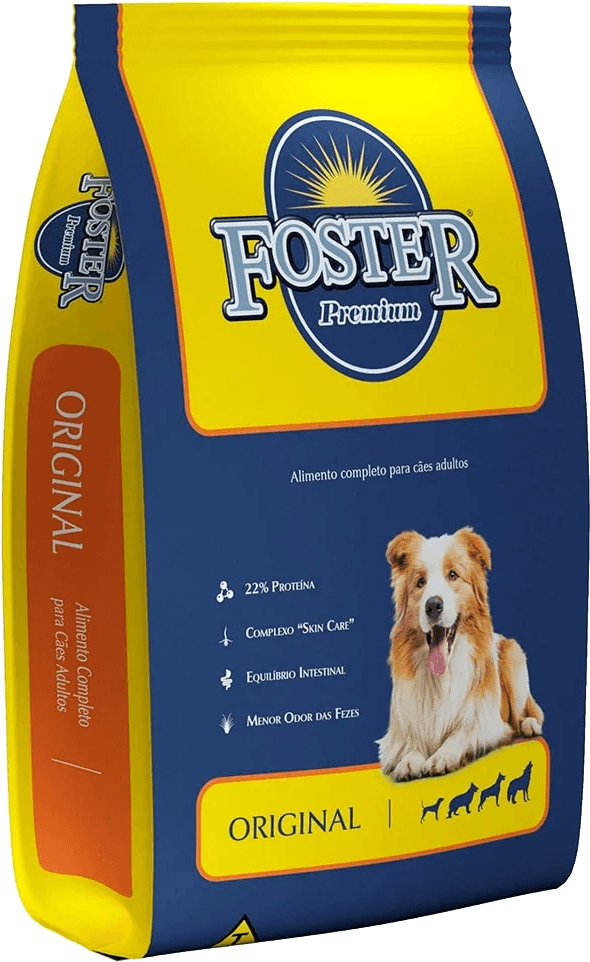 FOSTER®
Premium
Alimento completo para cães adultos
22% PROTEÍNA
COMPLEXO “SKIN CARE”
EQUILÍBRIO INTESTINAL
MENOR ODOR DAS FEZES
ORIGINAL
FOSTER
Premium
ORIGINAL
Alimento Completo
para Cães Adultos
T